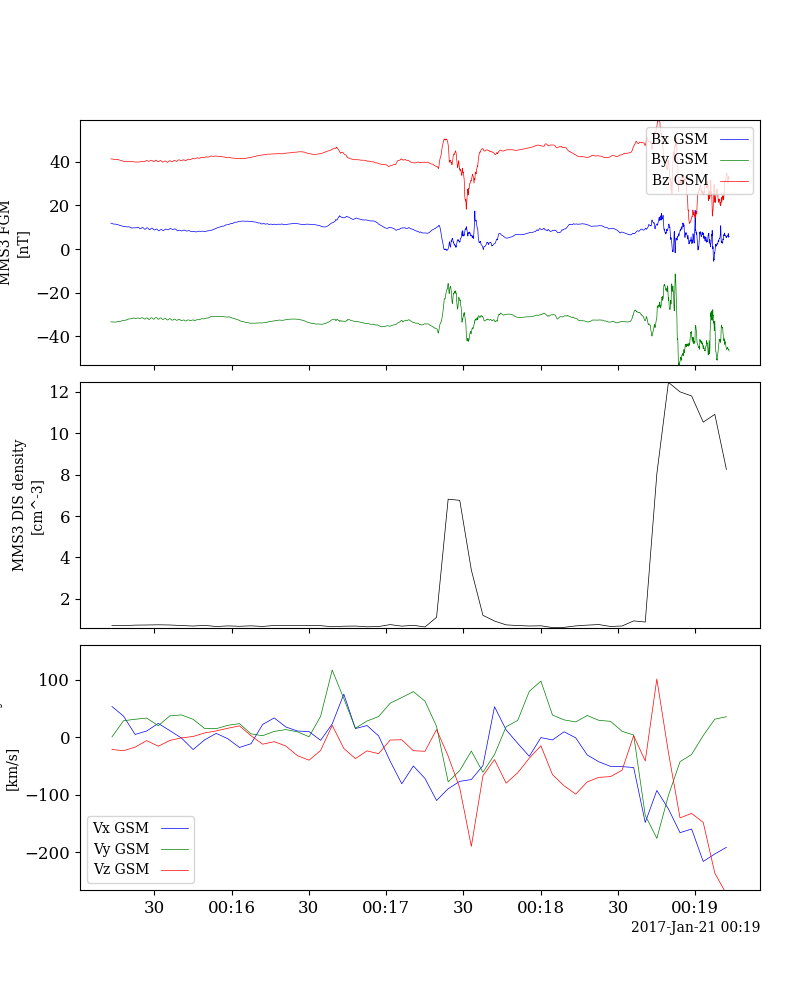 MMS3 FGM
[nT]
40
20
0
−20
−40
Bx GSM
By GSM
Bz GSM
MMS3 DIS density
[cm^-3]
12
10
8
6
4
2
[km/s]
100
0
−100
−200
Vx GSM
Vy GSM
Vz GSM
30
00:16
30
00:17
30
00:18
30
00:19
2017-Jan-21 00:19